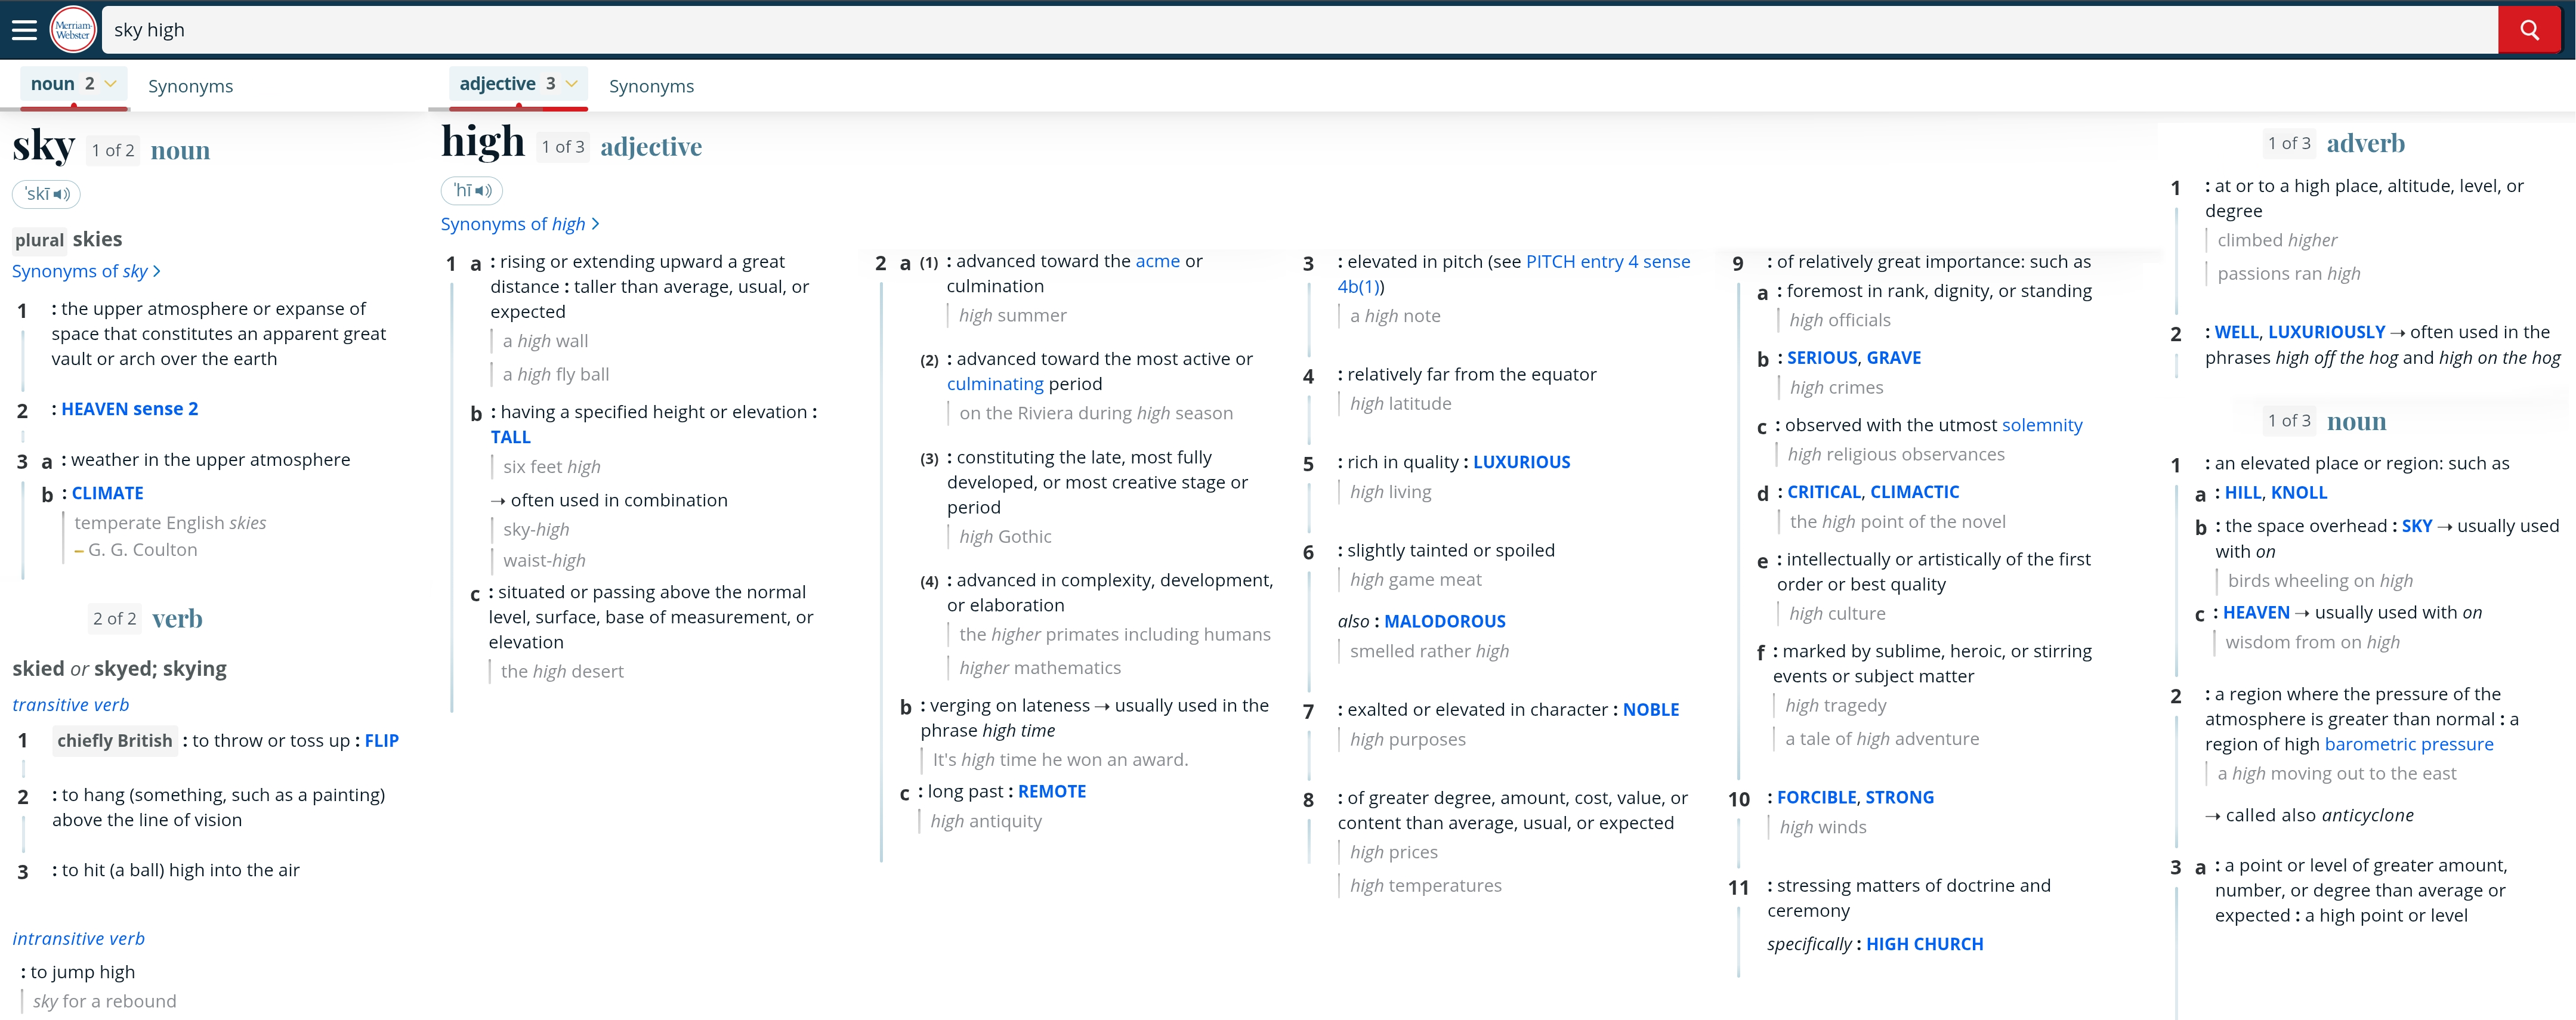 Merriam-
Webster
sky high
noun 2
Synonyms
adjective 3
Synonyms
sky 1 of 2 noun
ˈskī
plural skies
Synonyms of sky
1 : the upper atmosphere or expanse of
space that constitutes an apparent great
vault or arch over the earth
2 : HEAVEN sense 2
3 a : weather in the upper atmosphere
b : CLIMATE
temperate English skies
– G. G. Coulton
2 of 2 verb
skied or skyed; skying
transitive verb
1 chiefly British : to throw or toss up : FLIP
2 : to hang (something, such as a painting)
above the line of vision
3 : to hit (a ball) high into the air
intransitive verb
: to jump high
sky for a rebound
high 1 of 3 adjective
ˈhī
Synonyms of high
1 a : rising or extending upward a great
distance : taller than average, usual, or
expected
a high wall
a high fly ball
b : having a specified height or elevation :
TALL
six feet high
→ often used in combination
sky-high
waist-high
c : situated or passing above the normal
level, surface, base of measurement, or
elevation
the high desert
2 a (1) : advanced toward the acme or
culmination
high summer
(2) : advanced toward the most active or
culminating period
on the Riviera during high season
(3) : constituting the late, most fully
developed, or most creative stage or
period
high Gothic
(4) : advanced in complexity, development,
or elaboration
the higher primates including humans
higher mathematics
b : verging on lateness → usually used in the
phrase high time
It's high time he won an award.
c : long past : REMOTE
high antiquity
3 : elevated in pitch (see PITCH entry 4 sense
4b(1))
a high note
4 : relatively far from the equator
high latitude
5 : rich in quality : LUXURIOUS
high living
6 : slightly tainted or spoiled
high game meat
also : MALODOROUS
smelled rather high
7 : exalted or elevated in character : NOBLE
high purposes
8 : of greater degree, amount, cost, value, or
content than average, usual, or expected
high prices
high temperatures
9 : of relatively great importance: such as
a : foremost in rank, dignity, or standing
high officials
b : SERIOUS, GRAVE
high crimes
c : observed with the utmost solemnity
high religious observances
d : CRITICAL, CLIMACTIC
the high point of the novel
e : intellectually or artistically of the first
order or best quality
high culture
f : marked by sublime, heroic, or stirring
events or subject matter
high tragedy
a tale of high adventure
10 : FORCIBLE, STRONG
high winds
11 : stressing matters of doctrine and
ceremony
specifically : HIGH CHURCH
1 of 3 adverb
1 : at or to a high place, altitude, level, or
degree
climbed higher
passions ran high
2 : WELL, LUXURIOUSLY → often used in the
phrases high off the hog and high on the hog
1 of 3 noun
1 : an elevated place or region: such as
a : HILL, KNOLL
b : the space overhead : SKY → usually used
with on
birds wheeling on high
c : HEAVEN → usually used with on
wisdom from on high
2 : a region where the pressure of the
atmosphere is greater than normal : a
region of high barometric pressure
a high moving out to the east
→ called also anticyclone
3 a : a point or level of greater amount,
number, or degree than average or
expected : a high point or level